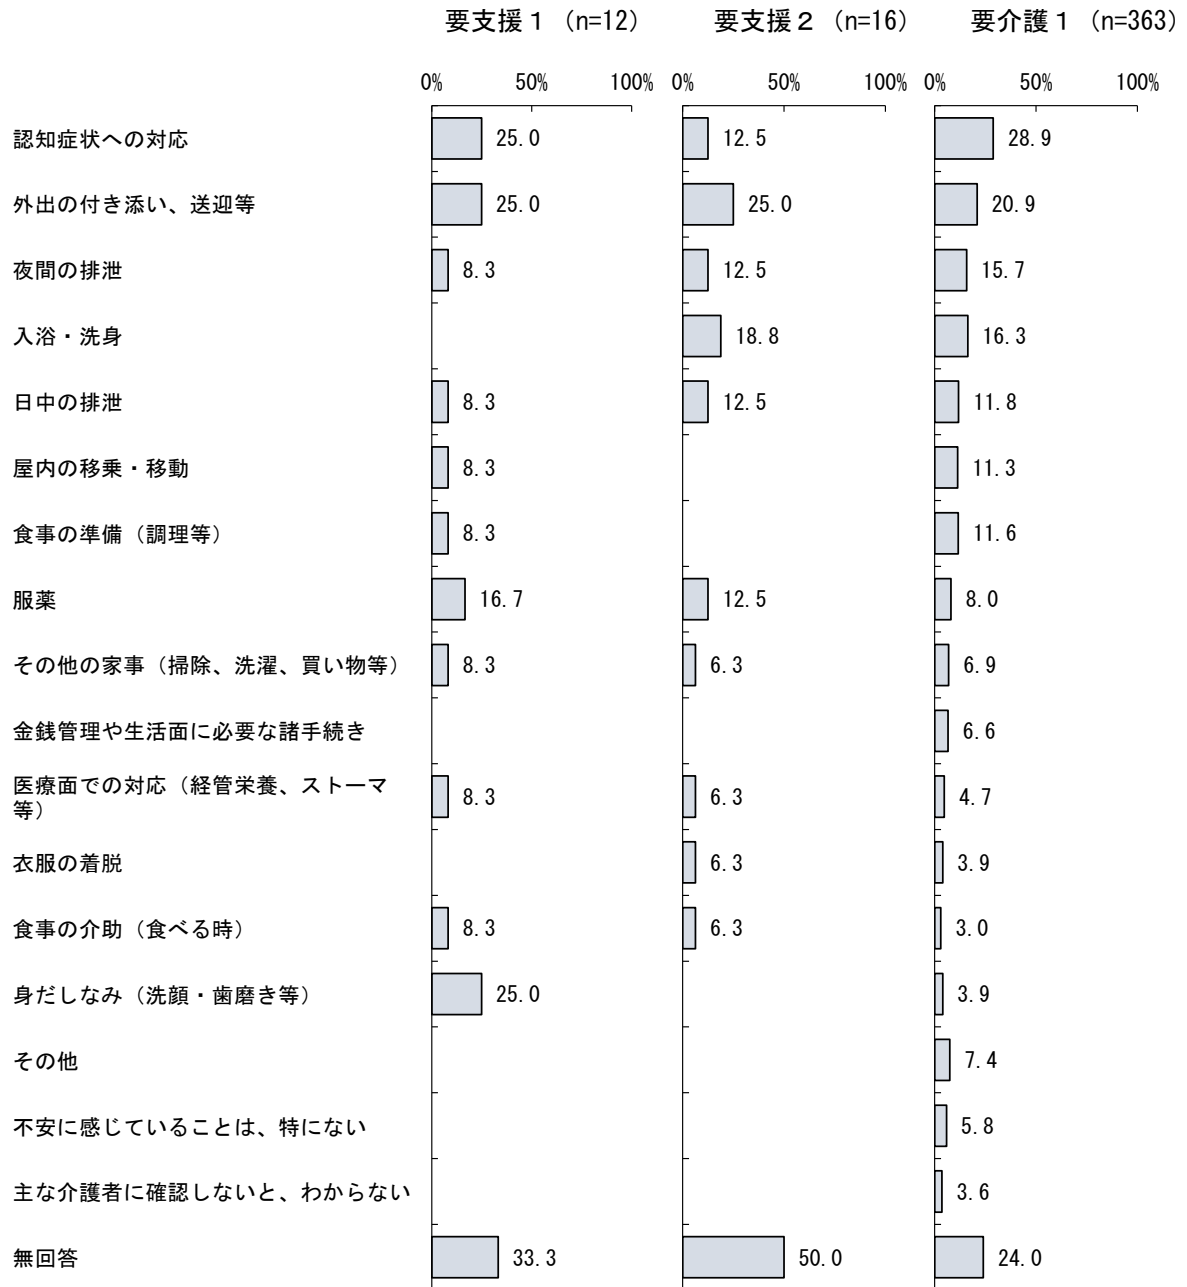 要支援１（n=12） 要支援２（n=16） 要介護１（n=363）
0% 50% 100% 0% 50% 100% 0% 50% 100%
認知症状への対応 25.0 12.5 28.9
外出の付き添い、送迎等 25.0 25.0 20.9
夜間の排泄 8.3 12.5 15.7
入浴・洗身 18.8 16.3
日中の排泄 8.3 12.5 11.8
屋内の移乗・移動 8.3 11.3
食事の準備（調理等） 8.3 11.6
服薬 16.7 12.5 8.0
その他の家事（掃除、洗濯、買い物等） 8.3 6.3 6.9
金銭管理や生活面に必要な諸手続き 6.6
医療面での対応（経管栄養、ストーマ
等） 8.3 6.3 4.7
衣服の着脱 6.3 3.9
食事の介助（食べる時） 8.3 6.3 3.0
身だしなみ（洗顔・歯磨き等） 25.0 3.9
その他 7.4
不安に感じていることは、特にない 5.8
主な介護者に確認しないと、わからない 3.6
無回答 33.3 50.0 24.0